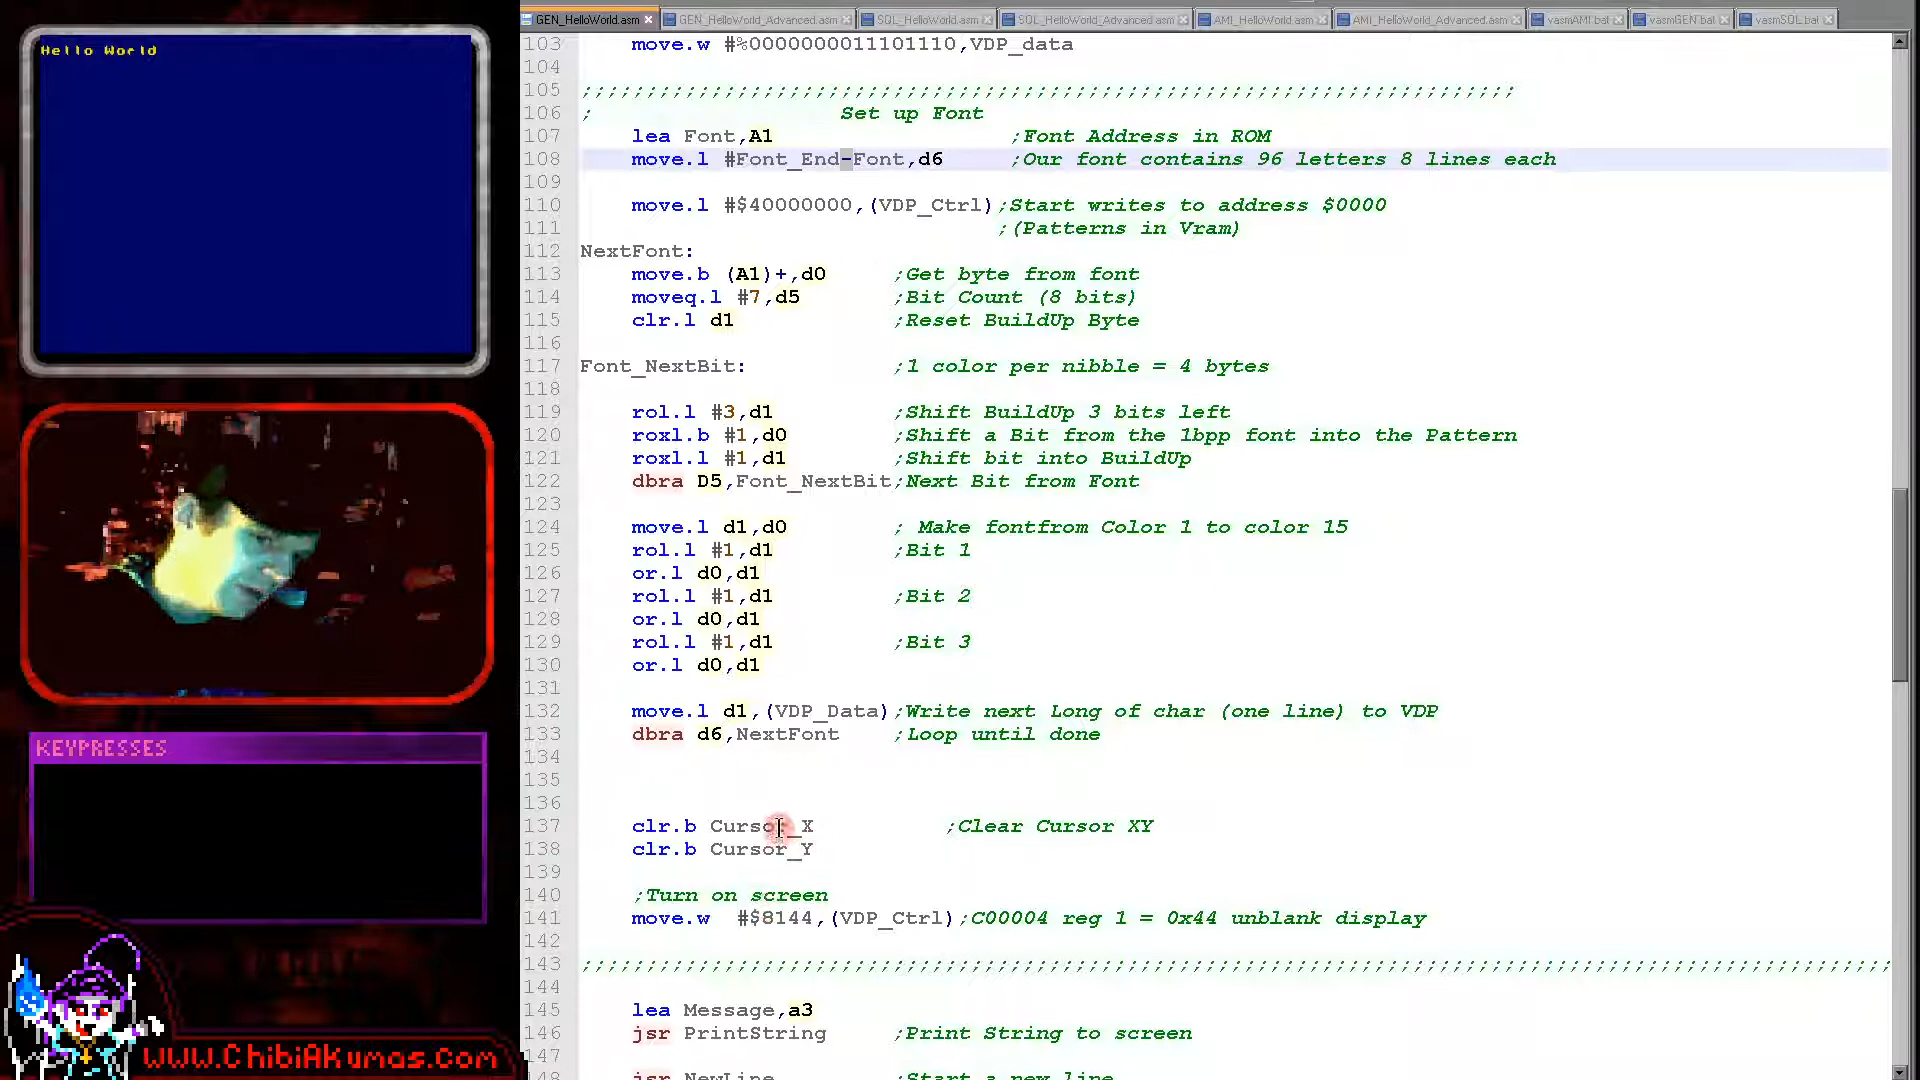 Hello World
KEYPRESSES
www.ChibiAkumas.com
GEN_HelloWorld.asm GEN_HelloWorld_Advanced.asm SQL_HelloWorld.asm SQL_HelloWorld_Advanced.asm AMI_HelloWorld.asm AMI_HelloWorld_Advanced.asm vasmAMI.bat vasmGEN.bat vasmSQL.bat
103 move.w #%0000000011101110,VDP_data
104
105 ;;;;;;;;;;;;;;;;;;;;;;;;;;;;;;;;;;;;;;;;;;;;;;;;;;;;;;;;;;;;;;;;;;;;;;;;
106 ; Set up Font
107 lea Font,A1 ;Font Address in ROM
108 move.l #Font_End-Font,d6 ;Our font contains 96 letters 8 lines each
109
110 move.l #$40000000,(VDP_Ctrl);Start writes to address $0000
111 ;(Patterns in Vram)
112 NextFont:
113 move.b (A1)+,d0 ;Get byte from font
114 moveq.l #7,d5 ;Bit Count (8 bits)
115 clr.l d1 ;Reset BuildUp Byte
116
117 Font_NextBit: ;1 color per nibble = 4 bytes
118
119 rol.l #3,d1 ;Shift BuildUp 3 bits left
120 roxl.b #1,d0 ;Shift a Bit from the 1bpp font into the Pattern
121 roxl.l #1,d1 ;Shift bit into BuildUp
122 dbra D5,Font_NextBit;Next Bit from Font
123
124 move.l d1,d0 ; Make fontfrom Color 1 to color 15
125 rol.l #1,d1 ;Bit 1
126 or.l d0,d1
127 rol.l #1,d1 ;Bit 2
128 or.l d0,d1
129 rol.l #1,d1 ;Bit 3
130 or.l d0,d1
131
132 move.l d1,(VDP_Data);Write next Long of char (one line) to VDP
133 dbra d6,NextFont ;Loop until done
134
135
136
137 clr.b Cursor_X ;Clear Cursor XY
138 clr.b Cursor_Y
139
140 ;Turn on screen
141 move.w #$8144,(VDP_Ctrl);C00004 reg 1 = 0x44 unblank display
142
143 ;;;;;;;;;;;;;;;;;;;;;;;;;;;;;;;;;;;;;;;;;;;;;;;;;;;;;;;;;;;;;;;;;;;;;;;;;;;;;;;;;;;;;;;;;;;;;;;;;;;;;
144
145 lea Message,a3
146 jsr PrintString ;Print String to screen
147
148 jsr NewLine ;Start a new line